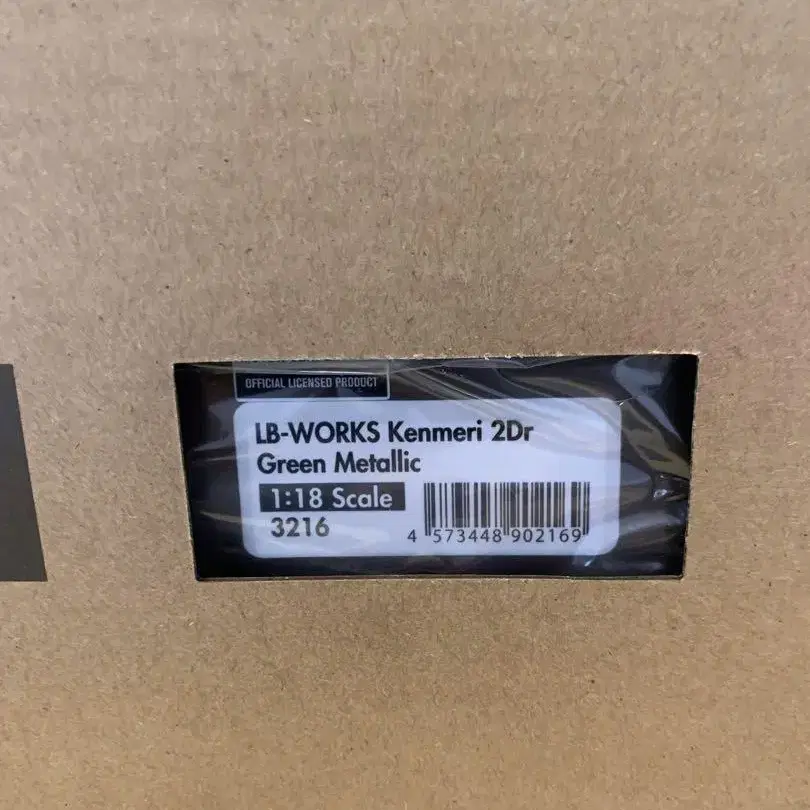 OFFICIAL LICENSED PRODUCT
LB-WORKS Kenmeri 2Dr
Green Metallic
1:18 Scale
3216
4 573448 902169